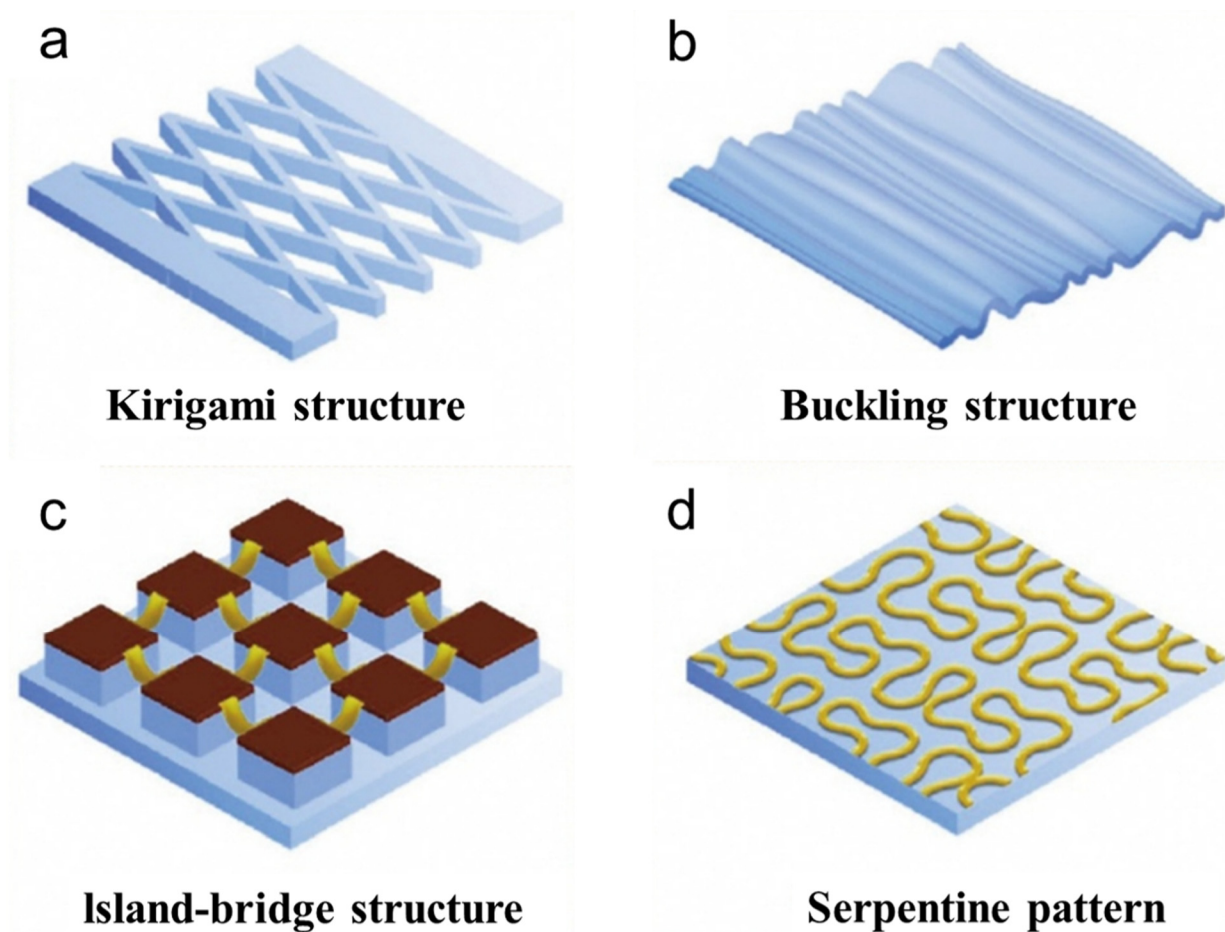 a
b
Kirigami structure
Buckling structure
c
d
Island-bridge structure
Serpentine pattern